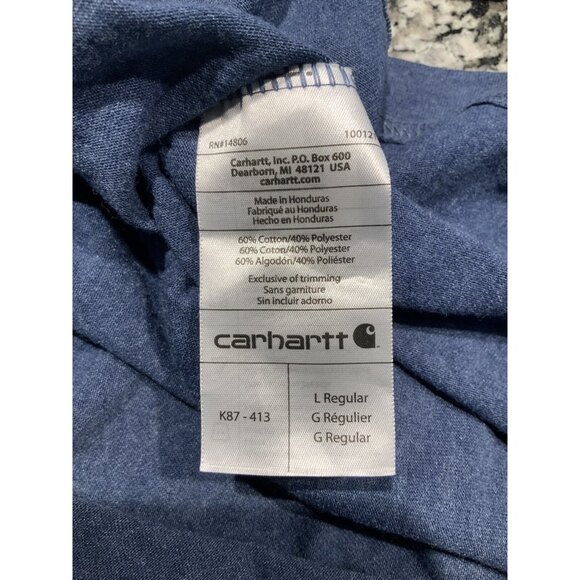 RN#14806 10012
Carhartt, Inc. P.O. Box 600
Dearborn, MI 48121 USA
carhartt.com
Made in Honduras
Fabriqué au Honduras
Hecho en Honduras
60% Cotton/40% Polyester
60% Coton/40% Polyester
60% Algodón/40% Poliéster
Exclusive of trimming
Sans garniture
Sin incluir adorno
carhartt
K87 - 413
L Regular
G Régulier
G Regular